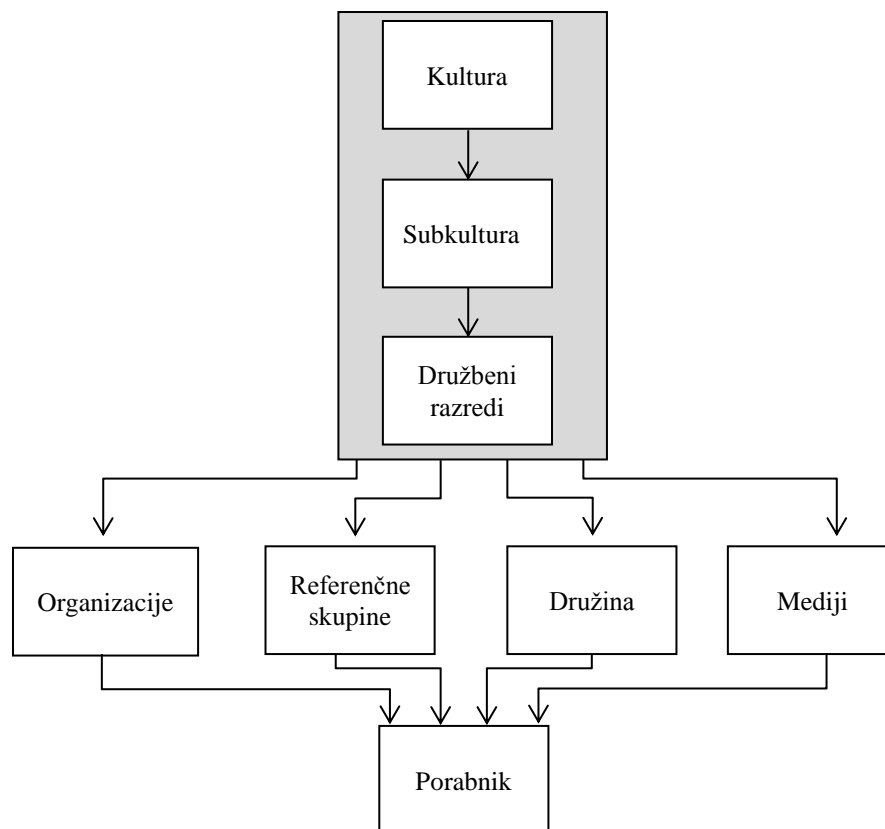 Kultura
Subkultura
Družbeni
razredi
Organizacije
Referenčne
skupine
Družina
Mediji
Porabnik